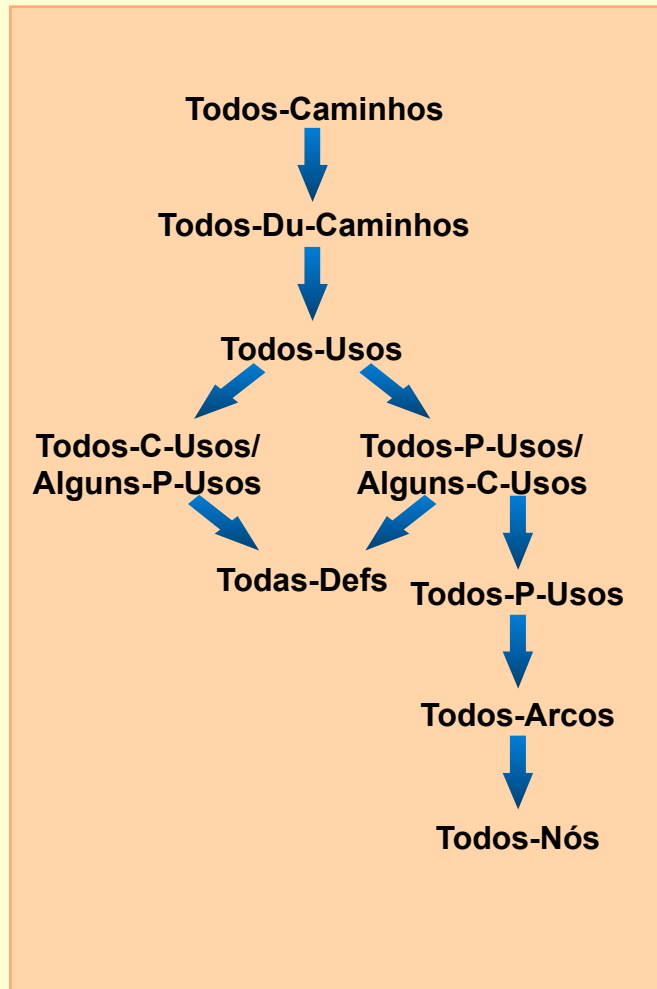 Todos-Caminhos
Todos-Du-Caminhos
Todos-Usos
Todos-C-Usos/
Alguns-P-Usos
Todos-P-Usos/
Alguns-C-Usos
Todas-Defs
Todos-P-Usos
Todos-Arcos
Todos-Nós